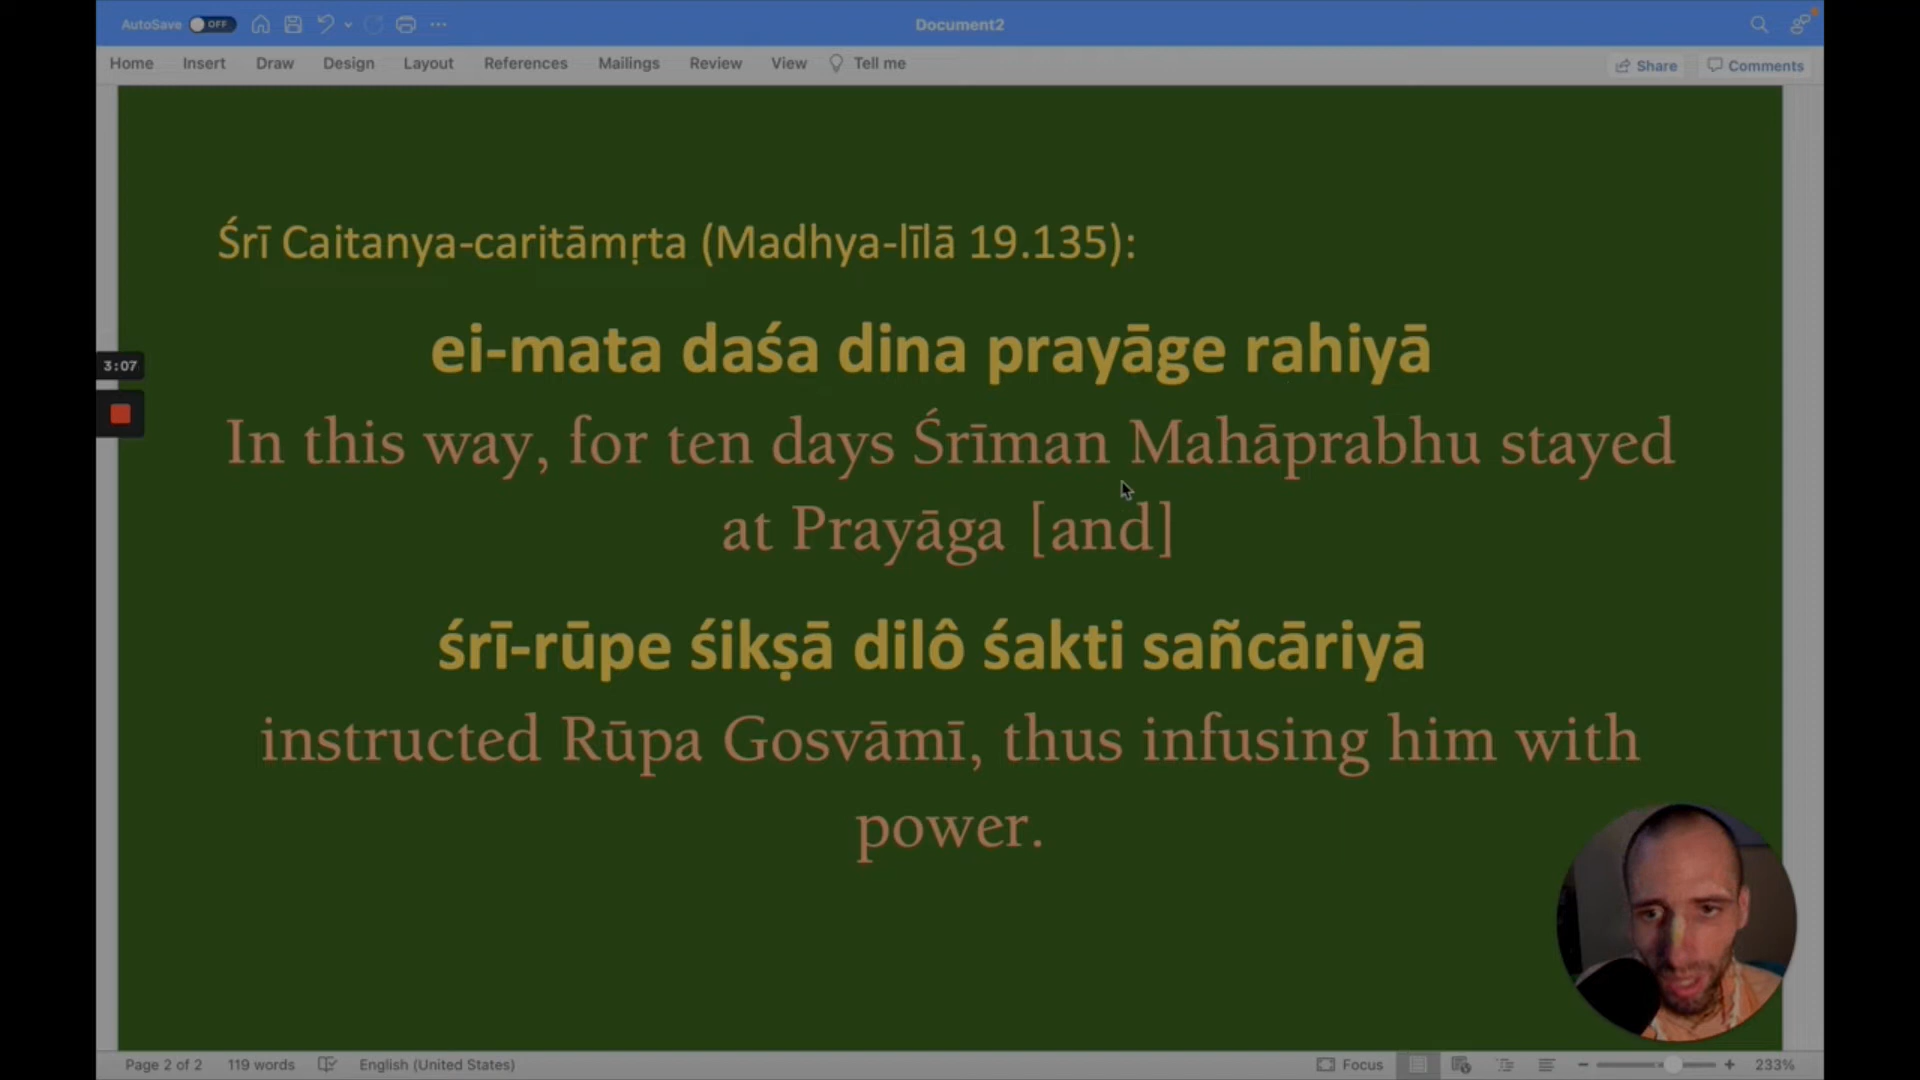 AutoSave OFF Document2
Home Insert Draw Design Layout References Mailings Review View Tell me Share Comments
Śrī Caitanya-caritāmṛta (Madhya-līlā 19.135):
ei-mata daśa dina prayāge rahiyā
3:07
In this way, for ten days Śrīman Mahāprabhu stayed
at Prayāga [and]
śrī-rūpe śikṣā dilô śakti sañcāriyā
instructed Rūpa Gosvāmī, thus infusing him with
power.
Page 2 of 2 119 words English (United States) Focus 233%